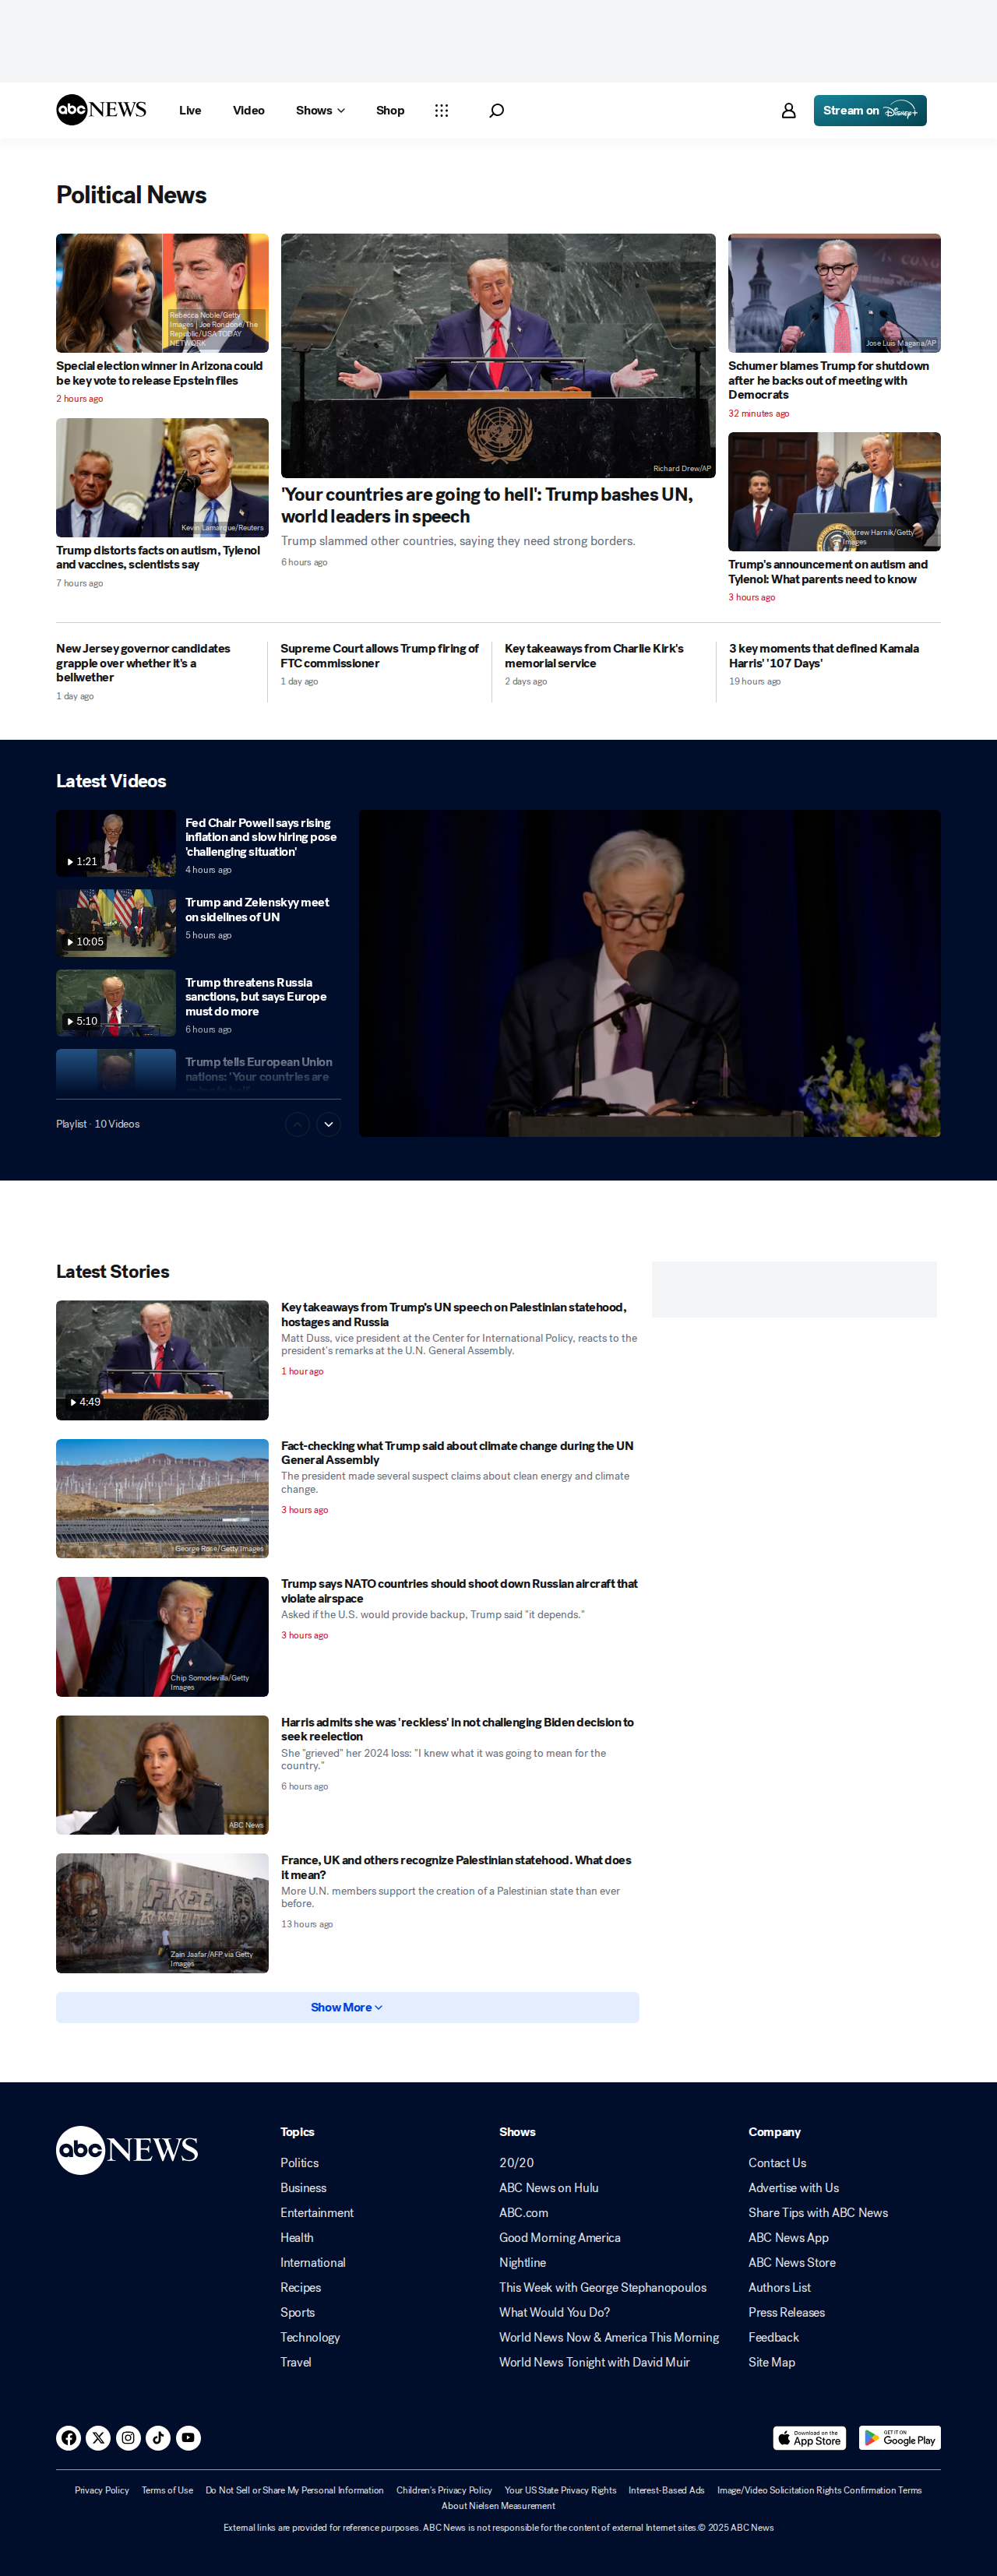 abc NEWS
Live
Video
Shows
Shop
Stream on Disney+
Political News
Rebecca Noble/Getty
Images | Joe Rondone/The
Republic/USA TODAY
NETWORK
Special election winner in Arizona could
be key vote to release Epstein files
2 hours ago
Kevin Lamarque/Reuters
Trump distorts facts on autism, Tylenol
and vaccines, scientists say
7 hours ago
Richard Drew/AP
'Your countries are going to hell': Trump bashes UN,
world leaders in speech
Trump slammed other countries, saying they need strong borders.
6 hours ago
Jose Luis Magana/AP
Schumer blames Trump for shutdown
after he backs out of meeting with
Democrats
32 minutes ago
Andrew Harnik/Getty
Images
Trump's announcement on autism and
Tylenol: What parents need to know
3 hours ago
New Jersey governor candidates
grapple over whether it's a
bellwether
1 day ago
Supreme Court allows Trump firing of
FTC commissioner
1 day ago
Key takeaways from Charlie Kirk's
memorial service
2 days ago
3 key moments that defined Kamala
Harris' '107 Days'
19 hours ago
Latest Videos
1:21
Fed Chair Powell says rising
inflation and slow hiring pose
'challenging situation'
4 hours ago
10:05
Trump and Zelenskyy meet
on sidelines of UN
5 hours ago
5:10
Trump threatens Russia
sanctions, but says Europe
must do more
6 hours ago
Trump tells European Union
nations: 'Your countries are
Playlist · 10 Videos
Latest Stories
4:49
Key takeaways from Trump's UN speech on Palestinian statehood,
hostages and Russia
Matt Duss, vice president at the Center for International Policy, reacts to the
president's remarks at the U.N. General Assembly.
1 hour ago
George Rose/Getty Images
Fact-checking what Trump said about climate change during the UN
General Assembly
The president made several suspect claims about clean energy and climate
change.
3 hours ago
Chip Somodevilla/Getty
Images
Trump says NATO countries should shoot down Russian aircraft that
violate airspace
Asked if the U.S. would provide backup, Trump said "it depends."
3 hours ago
ABC News
Harris admits she was 'reckless' in not challenging Biden decision to
seek reelection
She "grieved" her 2024 loss: "I knew what it was going to mean for the
country."
6 hours ago
FREE
Zain Jaafar/AFP via Getty
Images
France, UK and others recognize Palestinian statehood. What does
it mean?
More U.N. members support the creation of a Palestinian state than ever
before.
13 hours ago
Show More
abc NEWS
Topics
Politics
Business
Entertainment
Health
International
Recipes
Sports
Technology
Travel
Shows
20/20
ABC News on Hulu
ABC.com
Good Morning America
Nightline
This Week with George Stephanopoulos
What Would You Do?
World News Now & America This Morning
World News Tonight with David Muir
Company
Contact Us
Advertise with Us
Share Tips with ABC News
ABC News App
ABC News Store
Authors List
Press Releases
Feedback
Site Map
Download on the
App Store
GET IT ON
Google Play
Privacy Policy
Terms of Use
Do Not Sell or Share My Personal Information
Children's Privacy Policy
Your US State Privacy Rights
Interest-Based Ads
Image/Video Solicitation Rights Confirmation Terms
About Nielsen Measurement
External links are provided for reference purposes. ABC News is not responsible for the content of external Internet sites.© 2025 ABC News